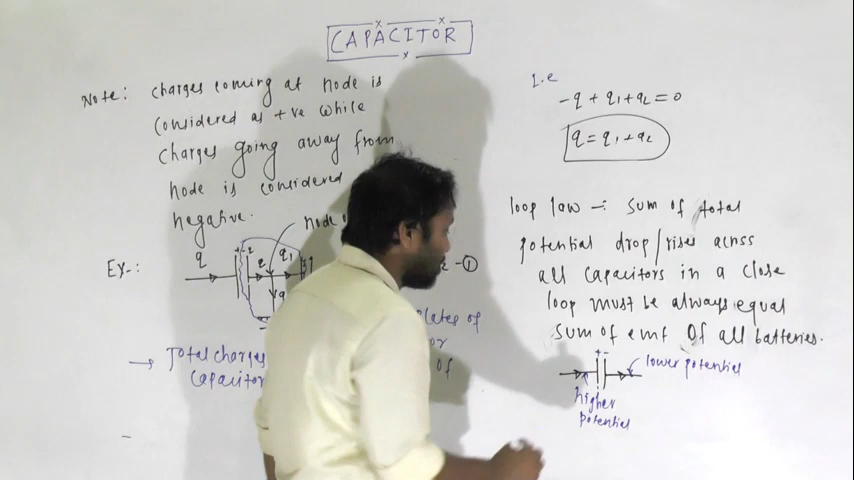 CAPACITOR
Note: charges coming at node is
considered as +ve while
charges going away from
node is considered
negative.
node
Ex-:
q
+ -
q1
q
- ①
→ Total charges
capacitor
plates of
or
of
I.e
-q + q1 + q2 = 0
q = q1 + q2
loop law -: sum of total
potential drop/rises across
all capacitors in a close
loop must be always equal
sum of emf of all batteries.
+ -
lower potential
higher
potential